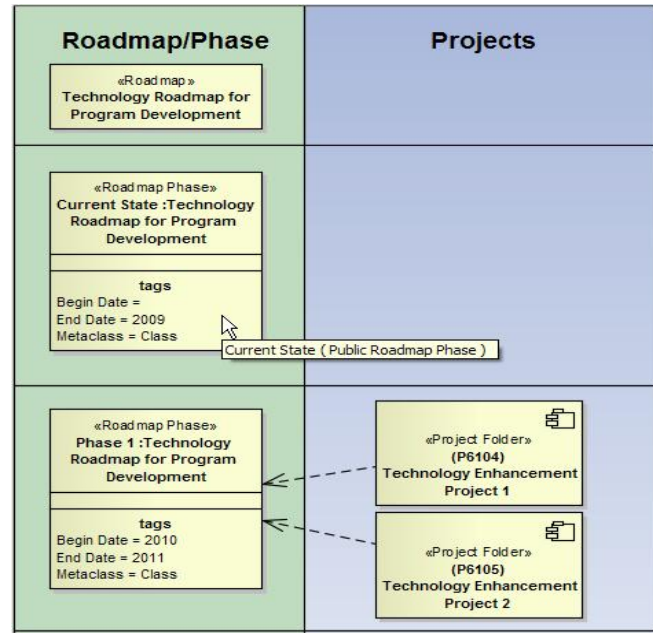 Roadmap/Phase
Projects
«Roadmap»
Technology Roadmap for
Program Development
«Roadmap Phase»
Current State :Technology
Roadmap for Program
Development
tags
Begin Date =
End Date = 2009
Metaclass = Class
Current State ( Public Roadmap Phase )
«Roadmap Phase»
Phase 1 :Technology
Roadmap for Program
Development
tags
Begin Date = 2010
End Date = 2011
Metaclass = Class
«Project Folder»
(P6104)
Technology Enhancement
Project 1
«Project Folder»
(P6105)
Technology Enhancement
Project 2